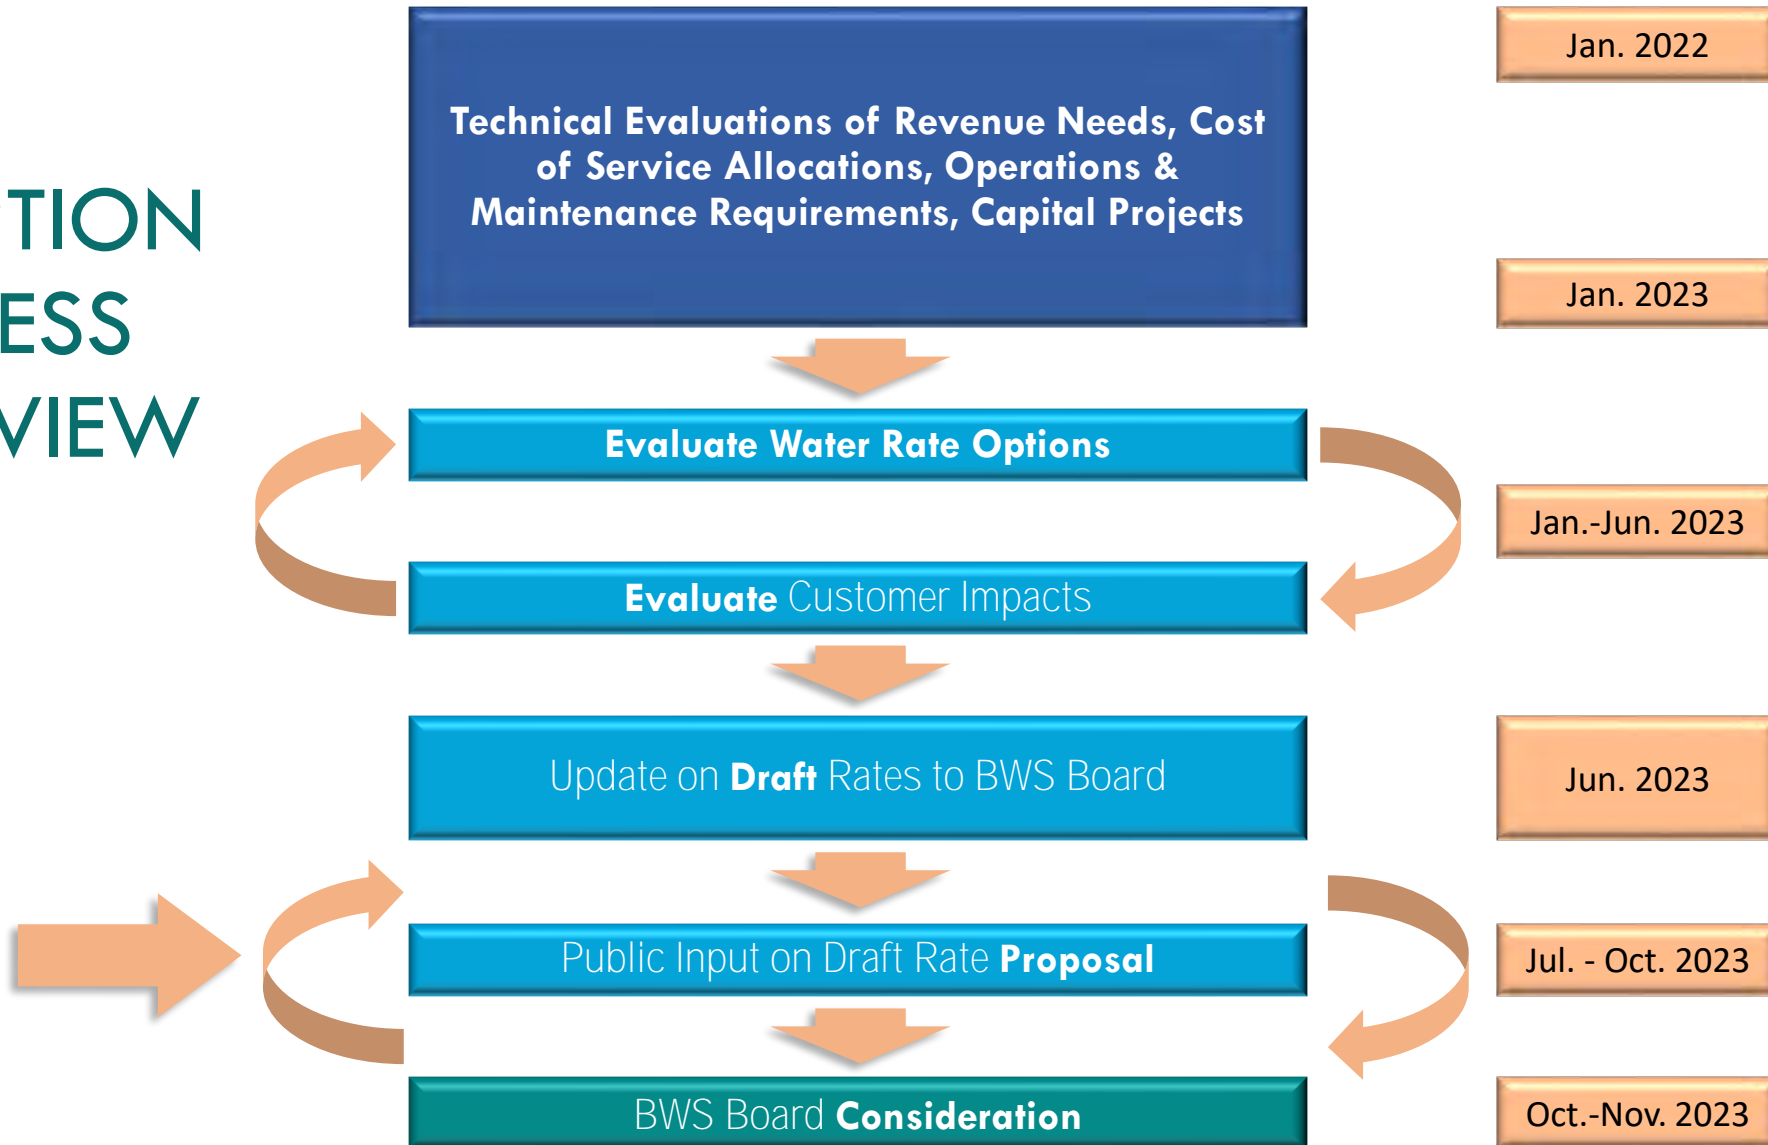 TION
ESS
VIEW
Technical Evaluations of Revenue Needs, Cost
of Service Allocations, Operations &
Maintenance Requirements, Capital Projects
Jan. 2022
Jan. 2023
Evaluate Water Rate Options
Jan.-Jun. 2023
Evaluate Customer Impacts
Update on Draft Rates to BWS Board
Jun. 2023
Public Input on Draft Rate Proposal
Jul. - Oct. 2023
BWS Board Consideration
Oct.-Nov. 2023